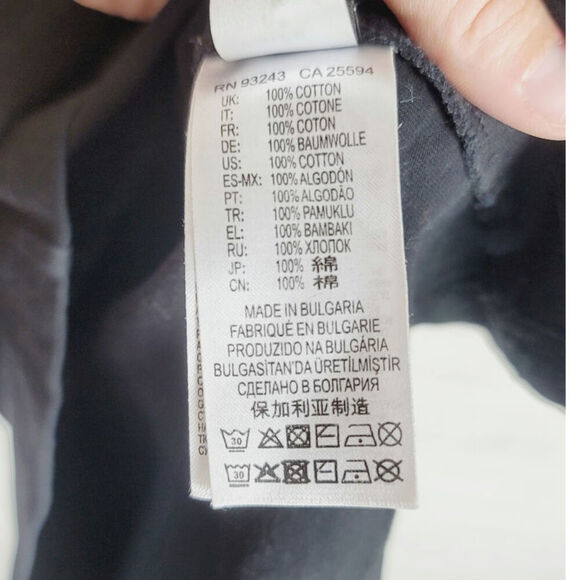 RN 93243 CA 25594
UK: 100% COTTON
IT: 100% COTONE
FR: 100% COTON
DE: 100% BAUMWOLLE
US: 100% COTTON
ES-MX: 100% ALGODÓN
PT: 100% ALGODÃO
TR: 100% PAMUKLU
EL: 100% BAMBAKI
RU: 100% ХЛОПОК
JP: 100% 綿
CN: 100% 棉
MADE IN BULGARIA
FABRIQUÉ EN BULGARIE
PRODUZIDO NA BULGÁRIA
BULGASİTAN'DA ÜRETİLMİŞTİR
СДЕЛАНО В БОЛГАРИЯ
保加利亚制造
30
30